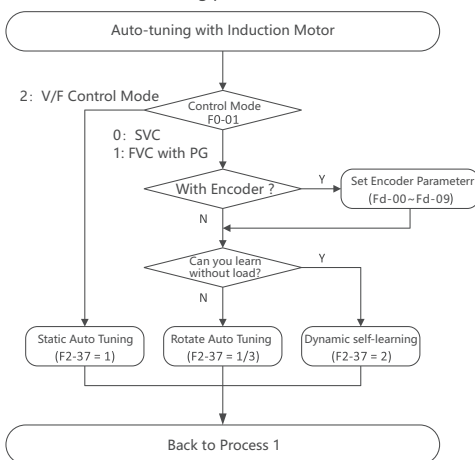 Auto-tuning with Induction Motor
2: V/F Control Mode
Control Mode
F0-01
0: SVC
1: FVC with PG
With Encoder ?
Y
Set Encoder Parameterr
(Fd-00~Fd-09)
N
Can you learn
without load?
Y
N
Static Auto Tuning
(F2-37 = 1)
Rotate Auto Tuning
(F2-37 = 1/3)
Dynamic self-learning
(F2-37 = 2)
Back to Process 1